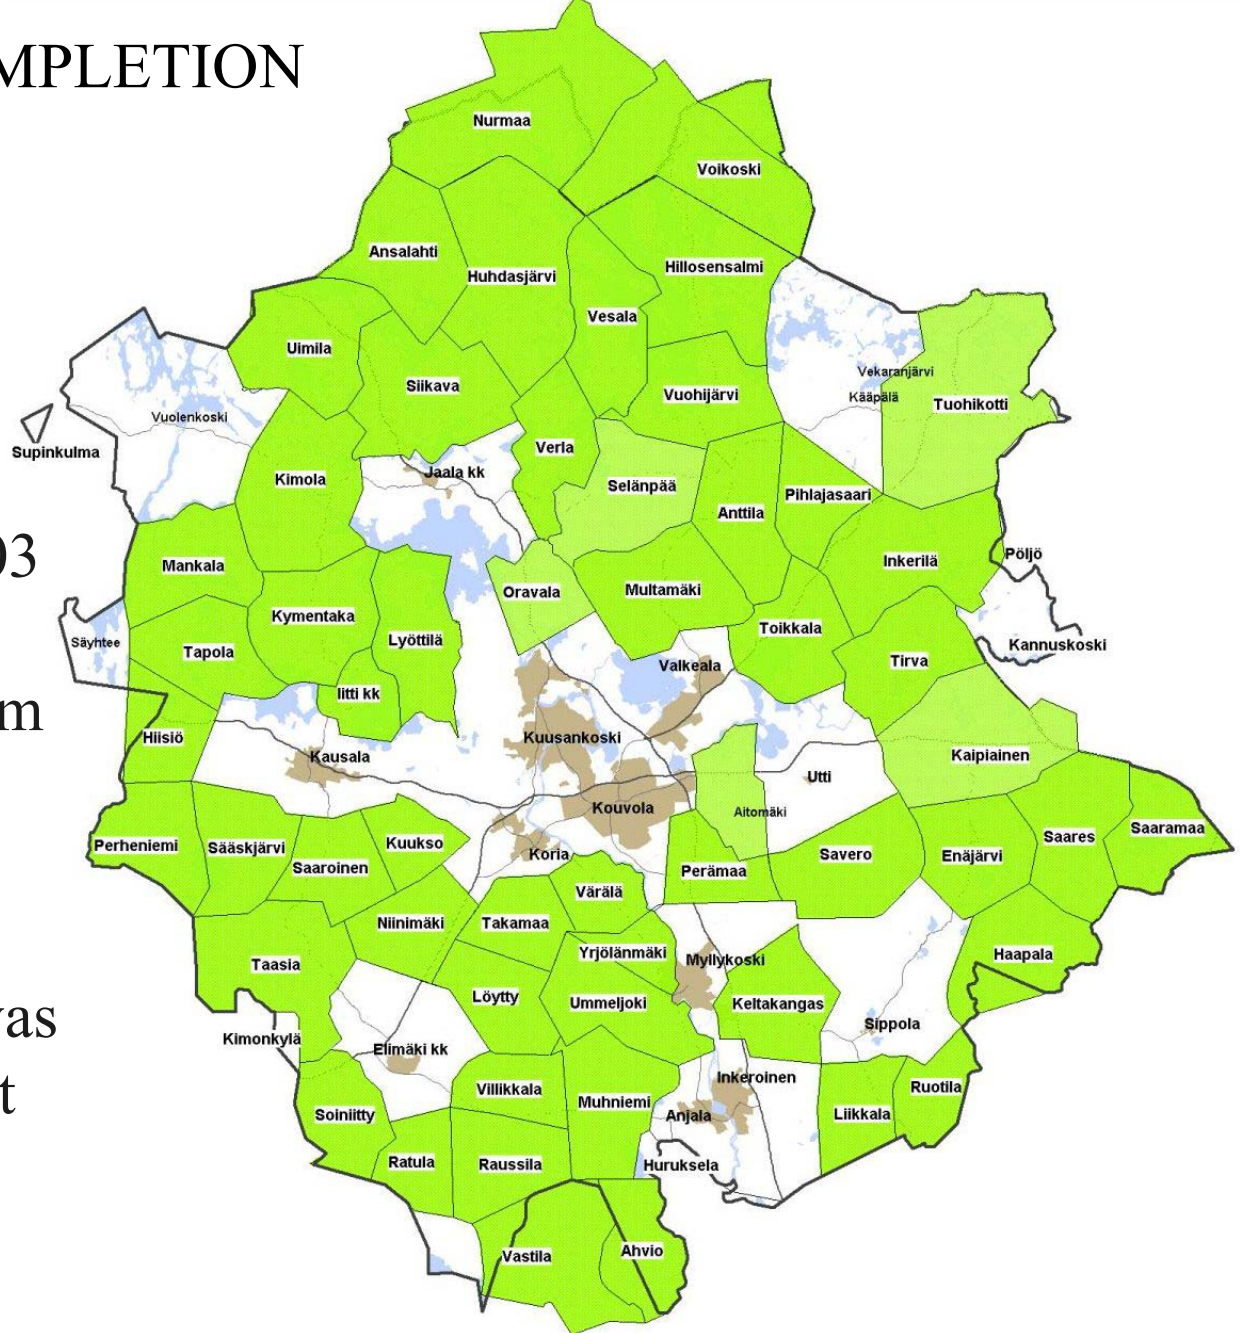 MPLETION
Nurmaa
Voikoski
Ansalahti
Huhdasjärvi
Hillosensalmi
Vesala
Uimila
Siikava
Vekaranjärvi
Kääpälä
Tuohikotti
Vuohijärvi
Vuolenkoski
Supinkulma
Verla
Jaala kk
Kimola
Selänpää
Pihlajasaari
Anttila
03
Mankala
Inkerilä
Pöljö
Oravala
Multamäki
Kymentaka
Lyöttilä
Toikkala
Säyhtee
Tapola
Tirva
Kannuskoski
Valkeala
Iitti kk
m
Hiisiö
Kuusankoski
Kausala
Kaipiainen
Utti
Kouvola
Aitomäki
Saaramaa
Saares
Perheniemi
Sääskjärvi
Kuukso
Koria
Savero
Enäjärvi
Saaroinen
Perämaa
Värälä
Niinimäki
Takamaa
Yrjölänmäki
Myllykoski
Haapala
Taasia
Löytty
Ummeljoki
Keltakangas
vas
Sippola
Kimonkylä
Elimäki kk
Inkeroinen
Villikkala
Ruotila
t
Muhniemi
Soiniitty
Anjala
Liikkala
Ratula
Raussila
Huruksela
Vastila
Ahvio